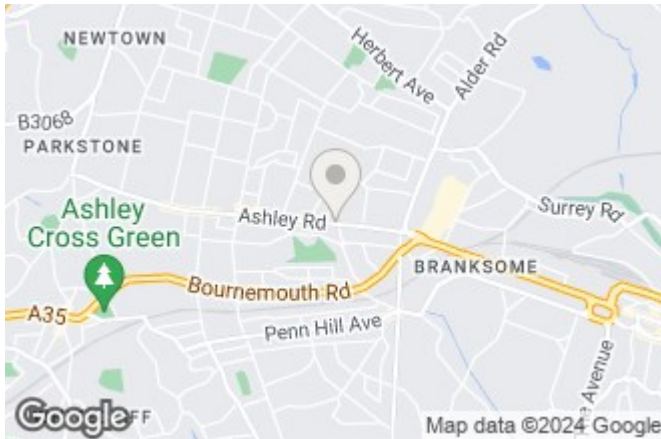 NEWTOWN
Herbert Ave
Alder Rd
B3068
PARKSTONE
Ashley
Cross Green
Ashley Rd
Surrey Rd
BRANKSOME
Bournemouth Rd
A35
Penn Hill Ave
Avenue
FF
Google
Map data ©2024 Google